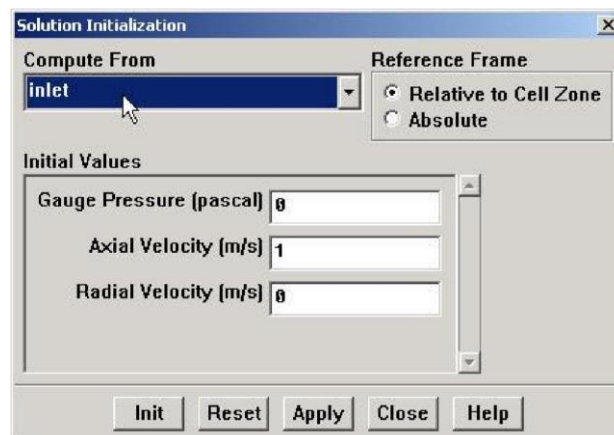 Solution Initialization
Compute From
inlet
Reference Frame
Relative to Cell Zone
Absolute
Initial Values
Gauge Pressure (pascal) 0
Axial Velocity (m/s) 1
Radial Velocity (m/s) 0
Init Reset Apply Close Help